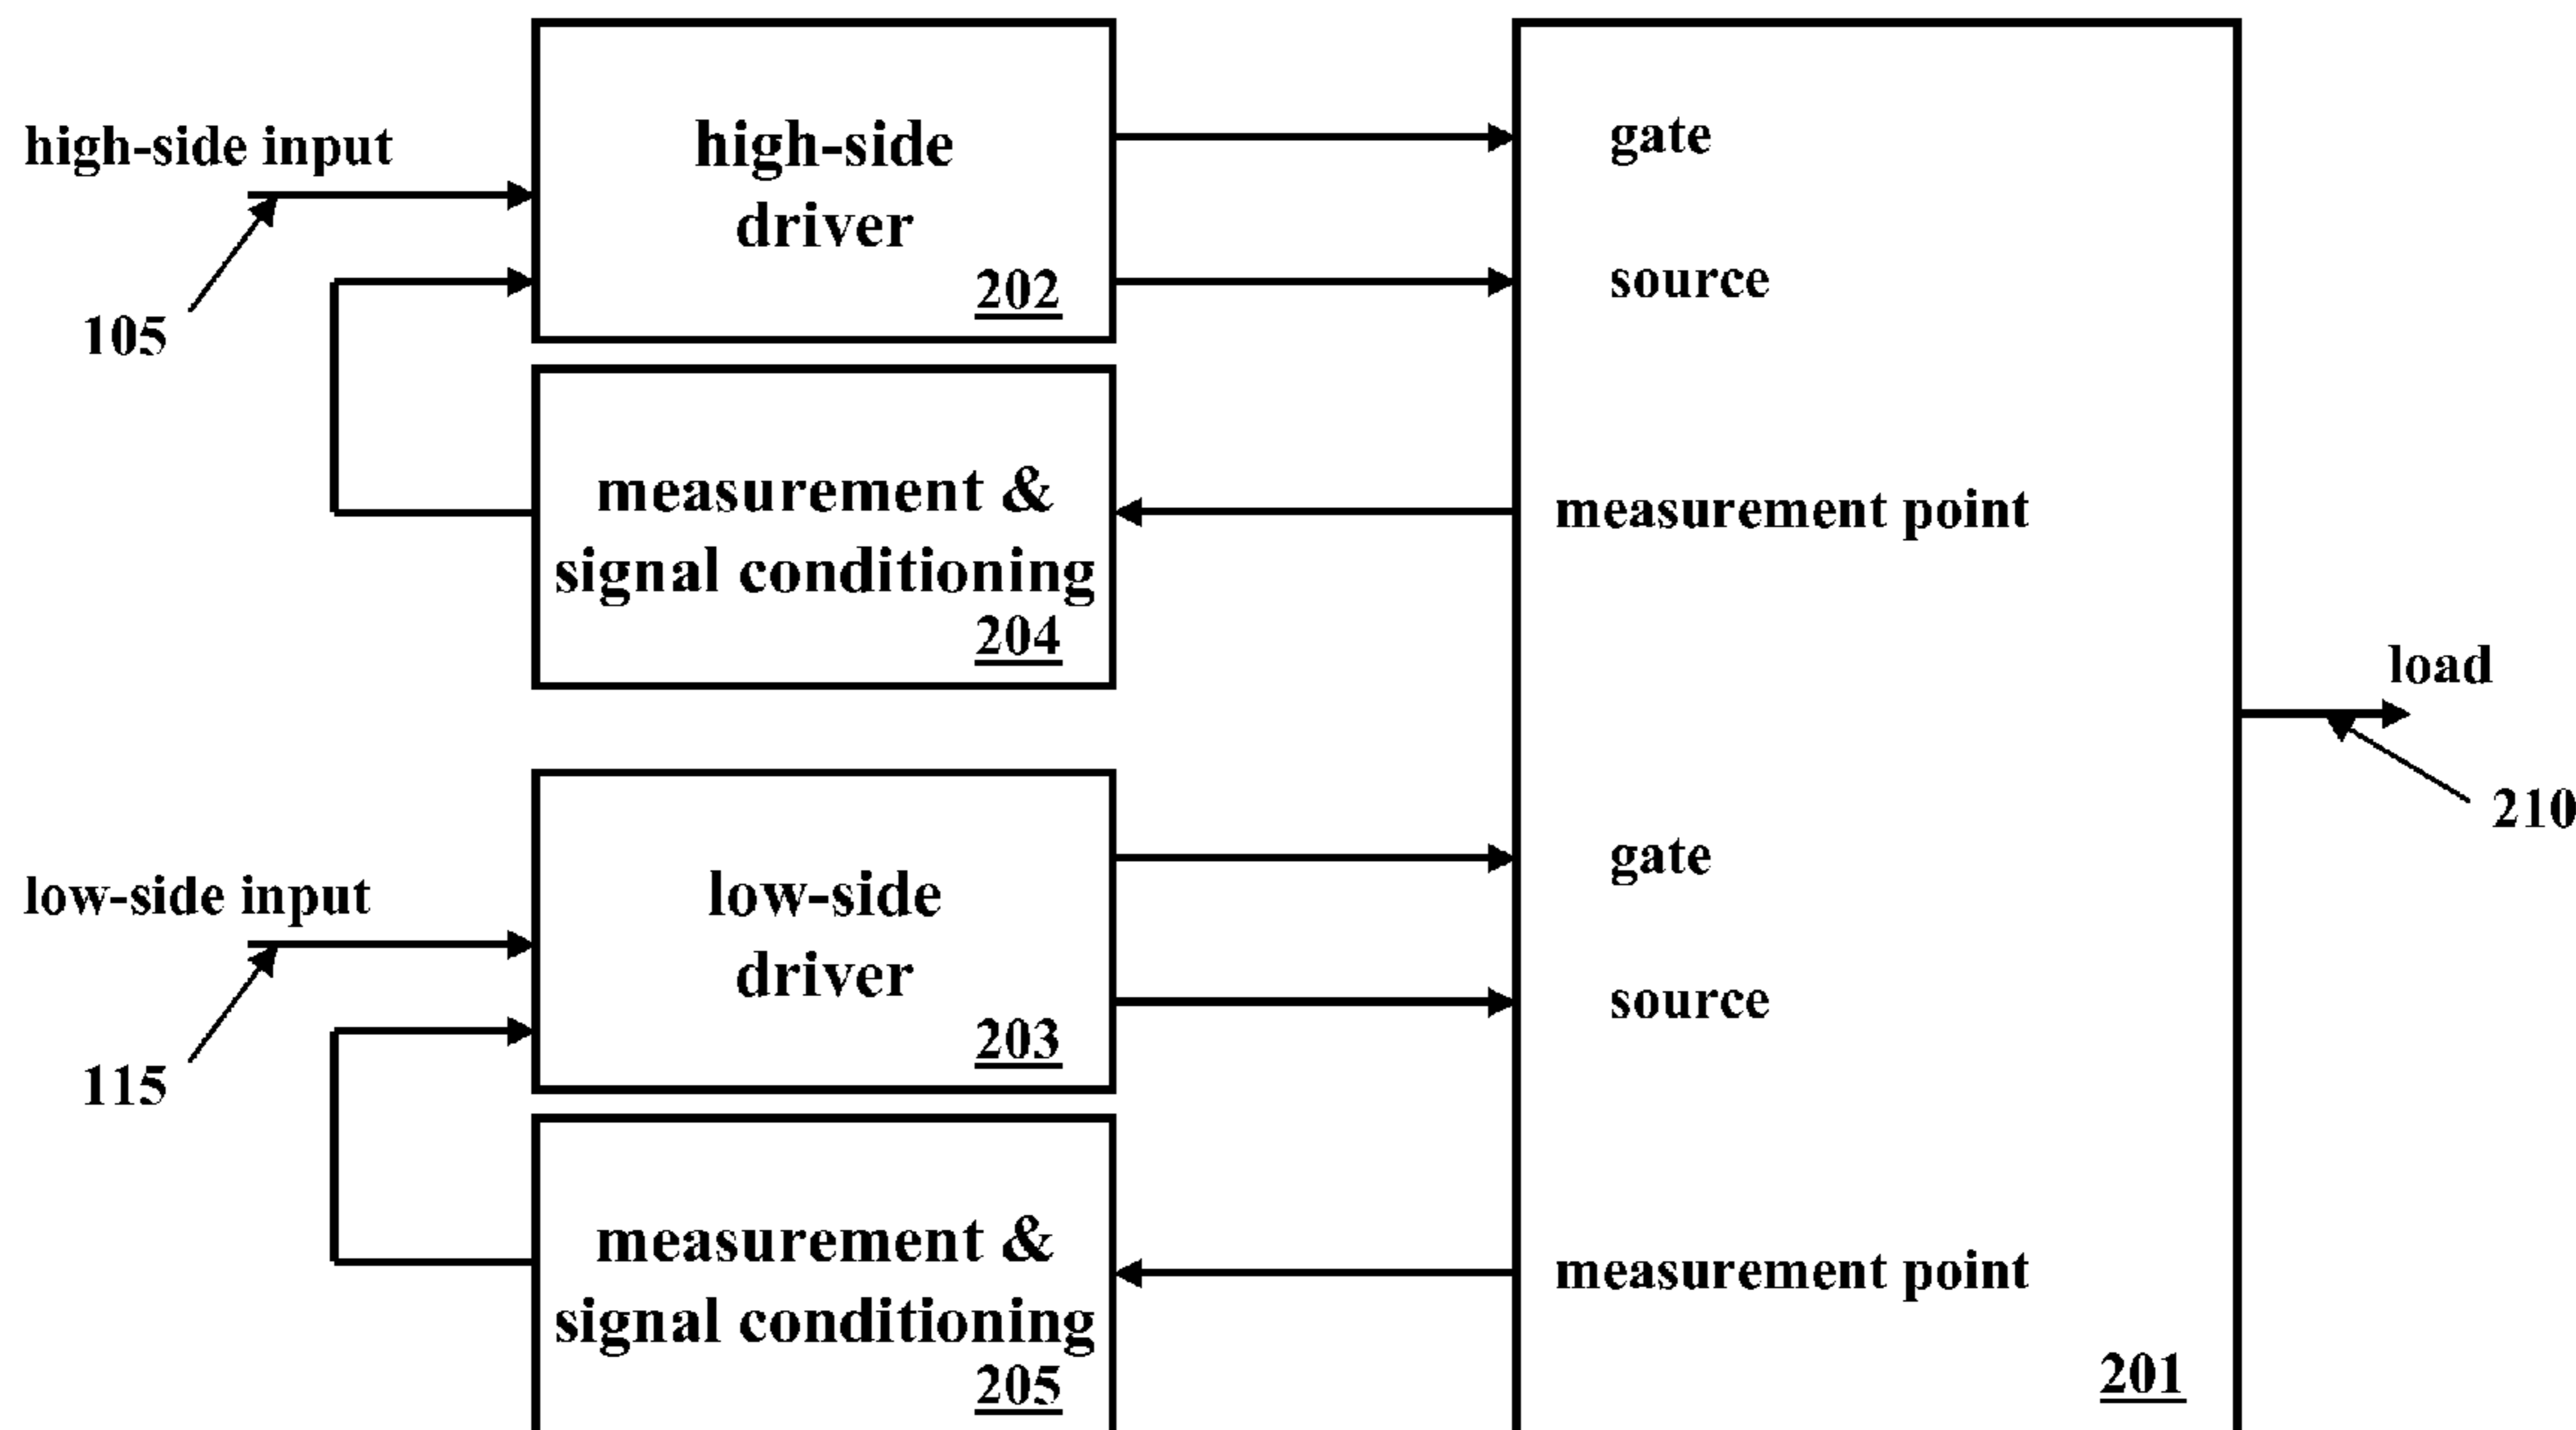 high-side input
105
high-side
driver
202
gate
source
measurement &
signal conditioning
204
measurement point
load
210
low-side input
115
low-side
driver
203
gate
source
measurement &
signal conditioning
205
measurement point
201